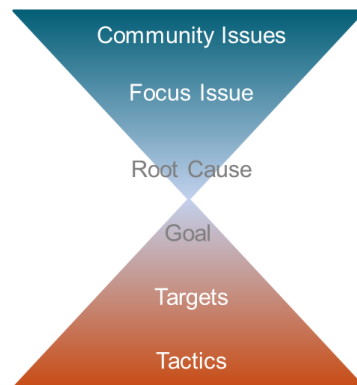 Community Issues
Focus Issue
Root Cause
Goal
Targets
Tactics